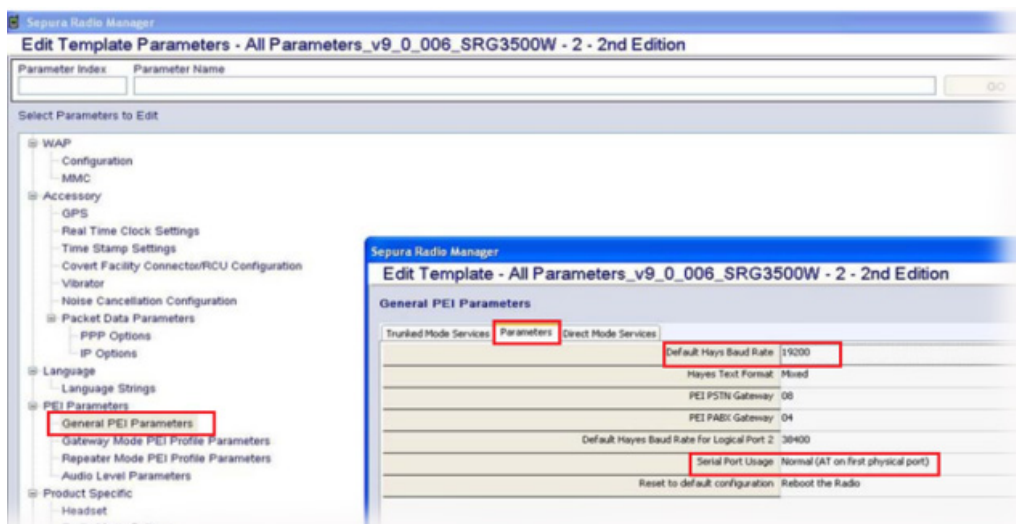 Sepura Radio Manager
Edit Template Parameters - All Parameters_v9_0_006_SRG3500W - 2 - 2nd Edition
Parameter Index Parameter Name
GO
Select Parameters to Edit
WAP
Configuration
MMC
Accessory
GPS
Real Time Clock Settings
Time Stamp Settings
Covert Facility Connector/RCU Configuration
Vibrator
Noise Cancellation Configuration
Packet Data Parameters
PPP Options
IP Options
Language
Language Strings
PEI Parameters
General PEI Parameters
Gateway Mode PEI Profile Parameters
Repeater Mode PEI Profile Parameters
Audio Level Parameters
Product Specific
Headset
Sepura Radio Manager
Edit Template - All Parameters_v9_0_006_SRG3500W - 2 - 2nd Edition
General PEI Parameters
Trunked Mode Services Parameters Direct Mode Services
Default Hays Baud Rate 19200
Hayes Text Format Mixed
PEI PSTN Gateway 08
PEI PABX Gateway 04
Default Hayes Baud Rate for Logical Port 2 38400
Serial Port Usage Normal (AT on first physical port)
Reset to default configuration Reboot the Radio